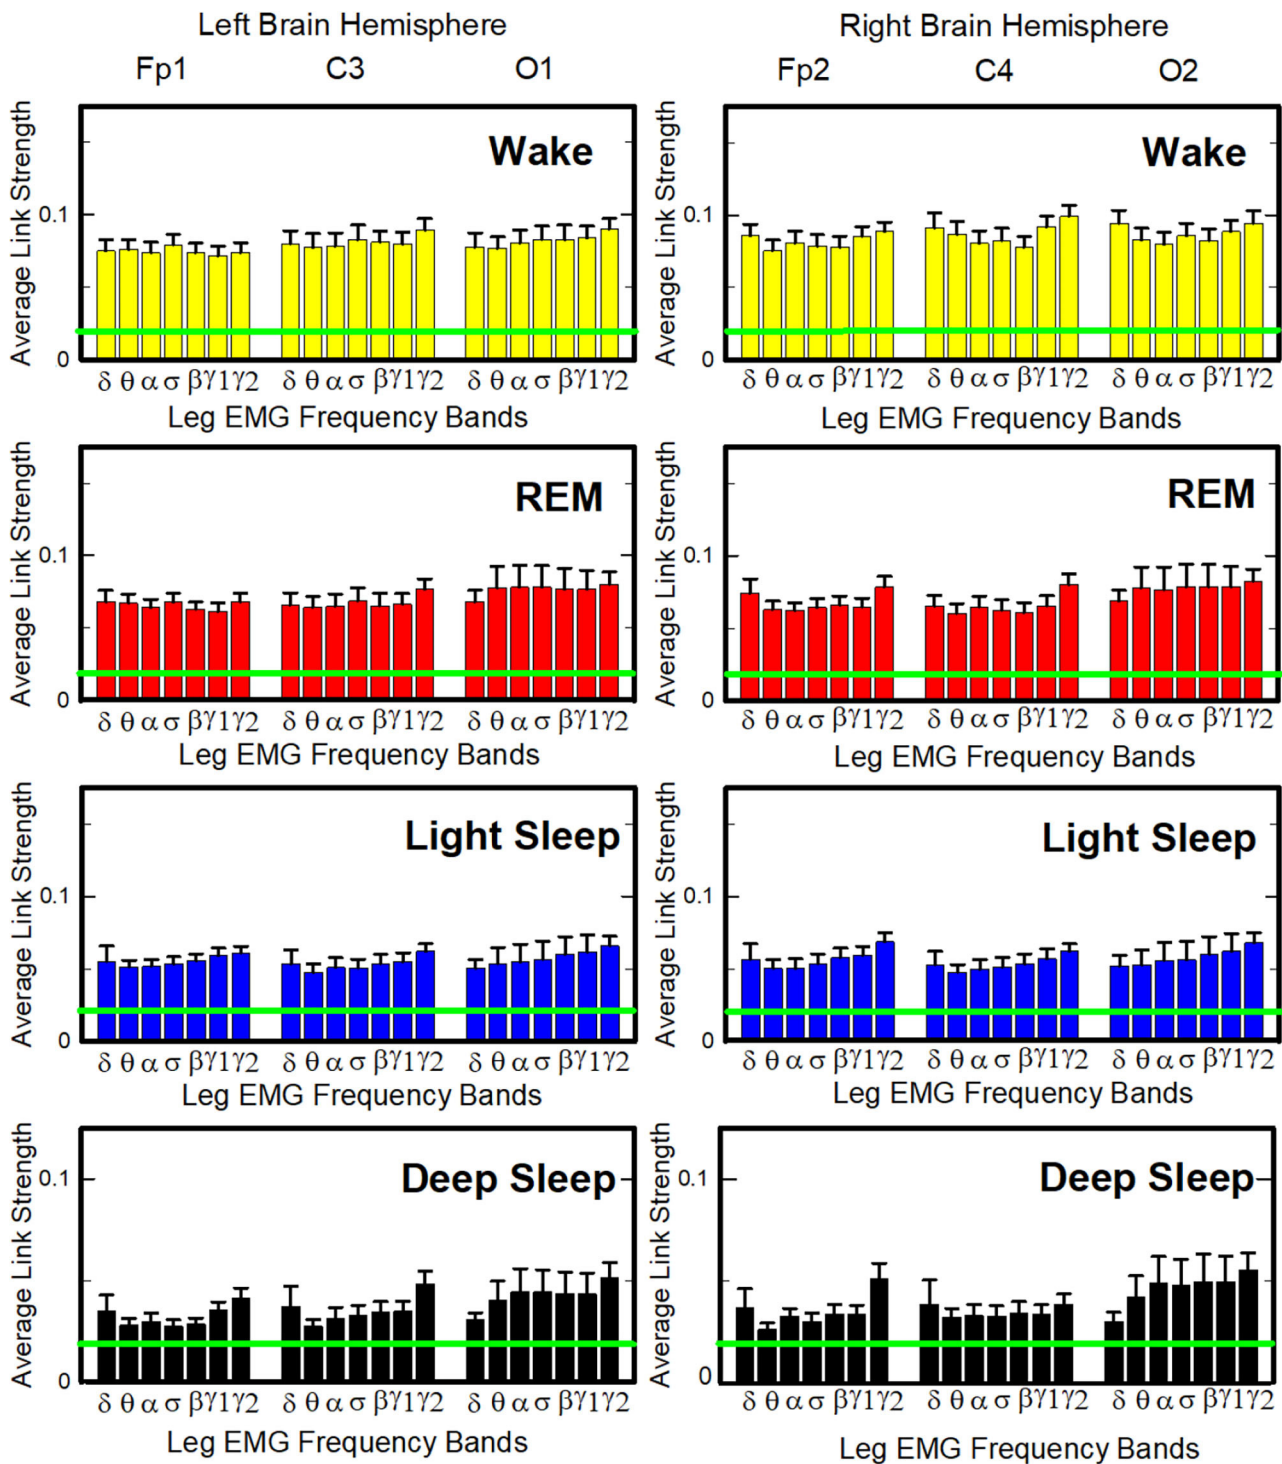 Left Brain Hemisphere
Right Brain Hemisphere
Fp1 C3 O1
Fp2 C4 O2
Average Link Strength
0.1
0
Wake
δ θ α σ β γ1 γ2 δ θ α σ β γ1 γ2 δ θ α σ β γ1 γ2
Leg EMG Frequency Bands
Average Link Strength
0.1
0
Wake
δ θ α σ β γ1 γ2 δ θ α σ β γ1 γ2 δ θ α σ β γ1 γ2
Leg EMG Frequency Bands
Average Link Strength
0.1
0
REM
δ θ α σ β γ1 γ2 δ θ α σ β γ1 γ2 δ θ α σ β γ1 γ2
Leg EMG Frequency Bands
Average Link Strength
0.1
0
REM
δ θ α σ β γ1 γ2 δ θ α σ β γ1 γ2 δ θ α σ β γ1 γ2
Leg EMG Frequency Bands
Average Link Strength
0.1
0
Light Sleep
δ θ α σ β γ1 γ2 δ θ α σ β γ1 γ2 δ θ α σ β γ1 γ2
Leg EMG Frequency Bands
Average Link Strength
0.1
0
Light Sleep
δ θ α σ β γ1 γ2 δ θ α σ β γ1 γ2 δ θ α σ β γ1 γ2
Leg EMG Frequency Bands
Average Link Strength
0.1
0
Deep Sleep
δ θ α σ β γ1 γ2 δ θ α σ β γ1 γ2 δ θ α σ β γ1 γ2
Leg EMG Frequency Bands
Average Link Strength
0.1
0
Deep Sleep
δ θ α σ β γ1 γ2 δ θ α σ β γ1 γ2 δ θ α σ β γ1 γ2
Leg EMG Frequency Bands